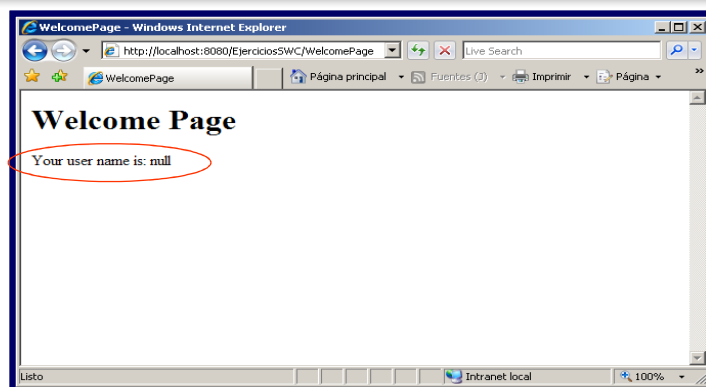 WelcomePage - Windows Internet Explorer
http://localhost:8080/EjerciciosSWC/WelcomePage
Live Search
WelcomePage
Página principal
Fuentes (J)
Imprimir
Página
»
Welcome Page
Your user name is: null
Listo
Intranet local
100%